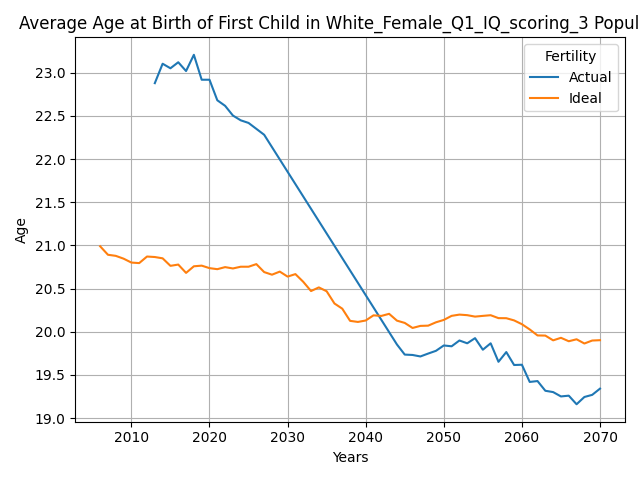 Average Age at Birth of First Child in White_Female_Q1_IQ_scoring_3 Popul
Fertility
Actual
Ideal
23.0
22.5
22.0
21.5
21.0
20.5
20.0
19.5
19.0
Age
2010 2020 2030 2040 2050 2060 2070
Years